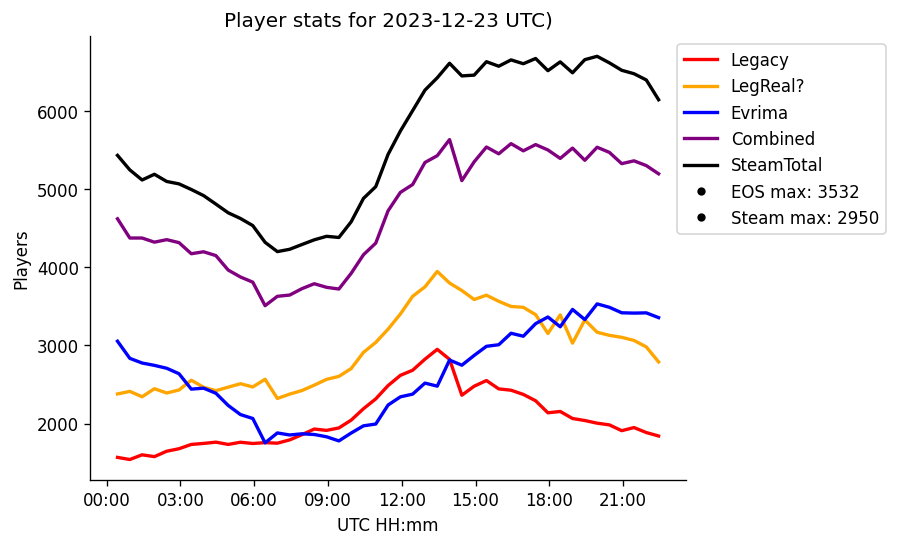 Player stats for 2023-12-23 UTC)
Legacy
LegReal?
Evrima
Combined
SteamTotal
EOS max: 3532
Steam max: 2950
Players
6000
5000
4000
3000
2000
00:00 03:00 06:00 09:00 12:00 15:00 18:00 21:00
UTC HH:mm